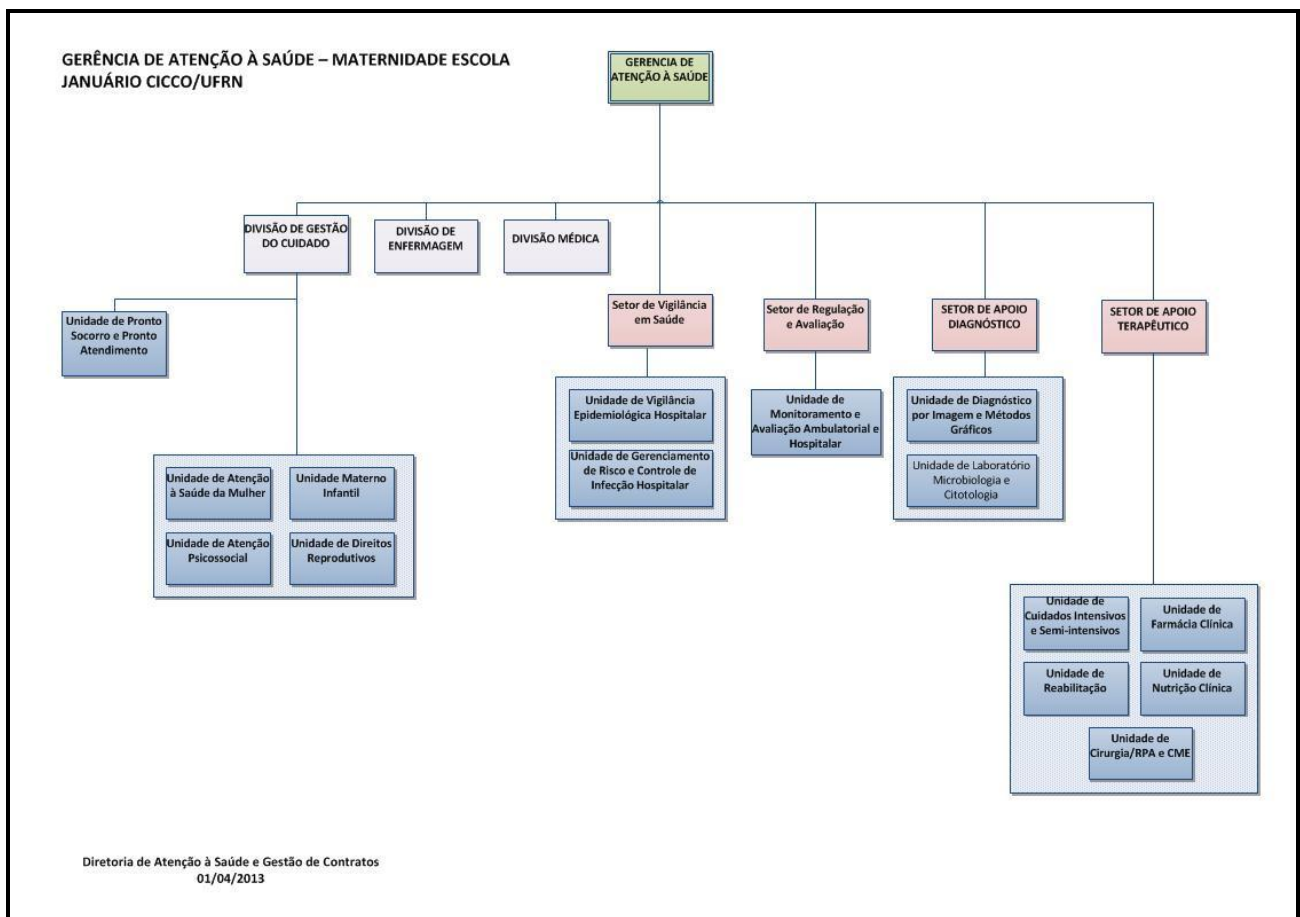 GERÊNCIA DE ATENÇÃO À SAÚDE – MATERNIDADE ESCOLA
JANUÁRIO CICCO/UFRN
GERENCIA DE
ATENÇÃO À SAÚDE
DIVISÃO DE GESTÃO
DO CUIDADO
DIVISÃO DE
ENFERMAGEM
DIVISÃO MÉDICA
Unidade de Pronto
Socorro e Pronto
Atendimento
Setor de Vigilância
em Saúde
Setor de Regulação
e Avaliação
SETOR DE APOIO
DIAGNÓSTICO
SETOR DE APOIO
TERAPÊUTICO
Unidade de Atenção
à Saúde da Mulher
Unidade Materno
Infantil
Unidade de Atenção
Psicossocial
Unidade de Direitos
Reprodutivos
Unidade de Vigilância
Epidemiológica Hospitalar
Unidade de Gerenciamento
de Risco e Controle de
Infecção Hospitalar
Unidade de
Monitoramento e
Avaliação Ambulatorial e
Hospitalar
Unidade de Diagnóstico
por Imagem e Métodos
Gráficos
Unidade de Laboratório
Microbiologia e
Citotologia
Unidade de
Cuidados Intensivos
e Semi-intensivos
Unidade de
Farmácia Clínica
Unidade de
Reabilitação
Unidade de
Nutrição Clínica
Unidade de
Cirurgia/RPA e CME
Diretoria de Atenção à Saúde e Gestão de Contratos
01/04/2013